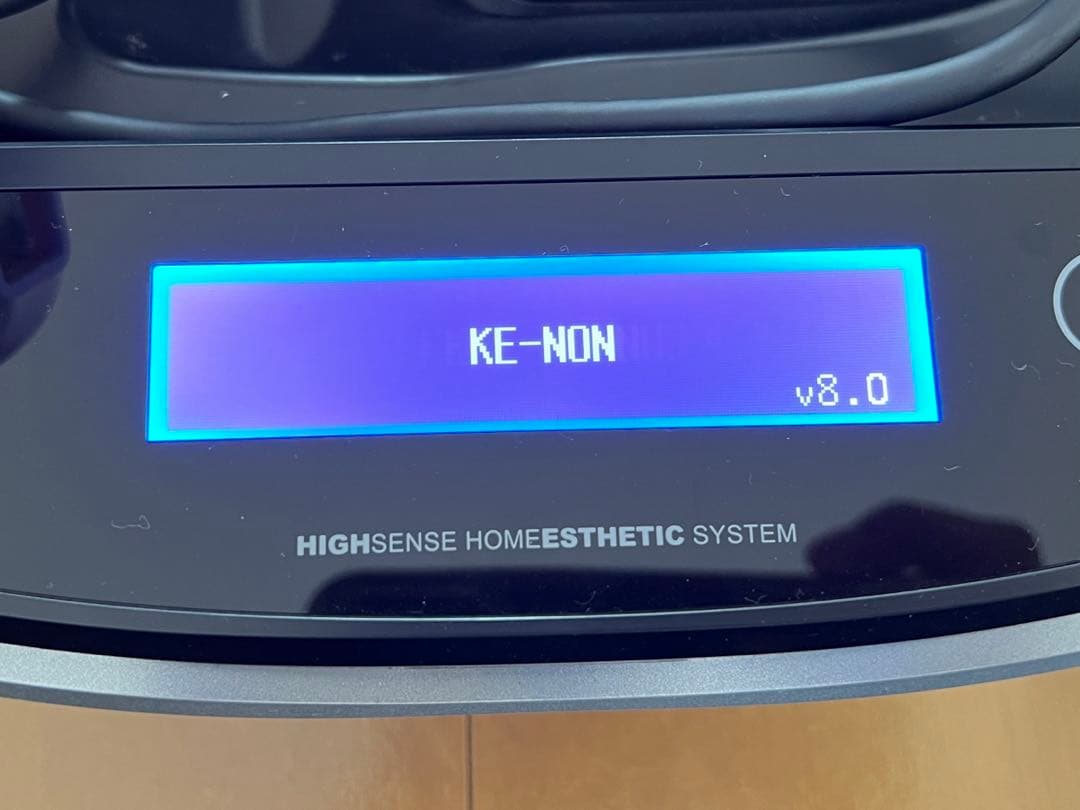 KE-NON
v8.0
HIGHSENSE HOMEESTHETIC SYSTEM